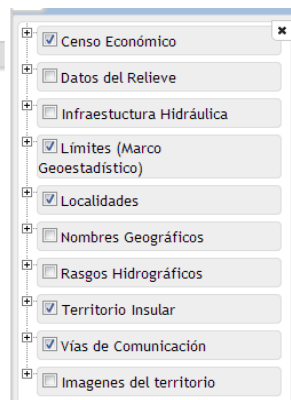 Censo Económico
Datos del Relieve
Infraestuctura Hidráulica
Límites (Marco
Geoestadístico)
Localidades
Nombres Geográficos
Rasgos Hidrográficos
Territorio Insular
Vías de Comunicación
Imagenes del territorio